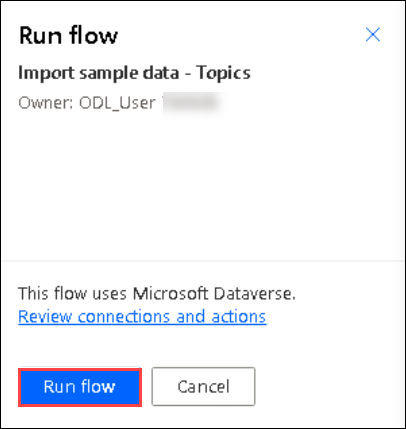 Run flow
Import sample data - Topics
Owner: ODL_User
This flow uses Microsoft Dataverse.
Review connections and actions
Run flow
Cancel